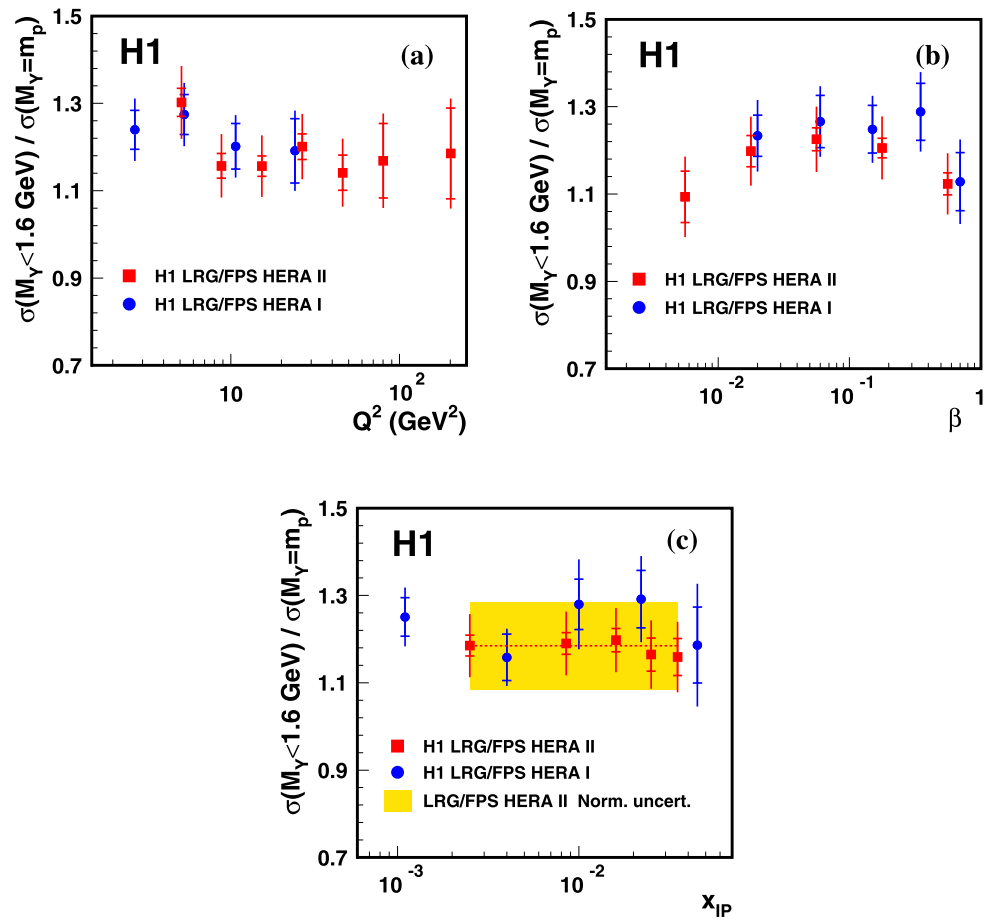 H1
(a)
σ(M_Y<1.6 GeV) / σ(M_Y=m_p)
1.5
1.3
1.1
0.9
0.7
H1 LRG/FPS HERA II
H1 LRG/FPS HERA I
10
10^2
Q^2 (GeV^2)
H1
(b)
σ(M_Y<1.6 GeV) / σ(M_Y=m_p)
1.5
1.3
1.1
0.9
0.7
H1 LRG/FPS HERA II
H1 LRG/FPS HERA I
10^-2
10^-1
1
β
H1
(c)
σ(M_Y<1.6 GeV) / σ(M_Y=m_p)
1.5
1.3
1.1
0.9
0.7
H1 LRG/FPS HERA II
H1 LRG/FPS HERA I
LRG/FPS HERA II Norm. uncert.
10^-3
10^-2
x_IP